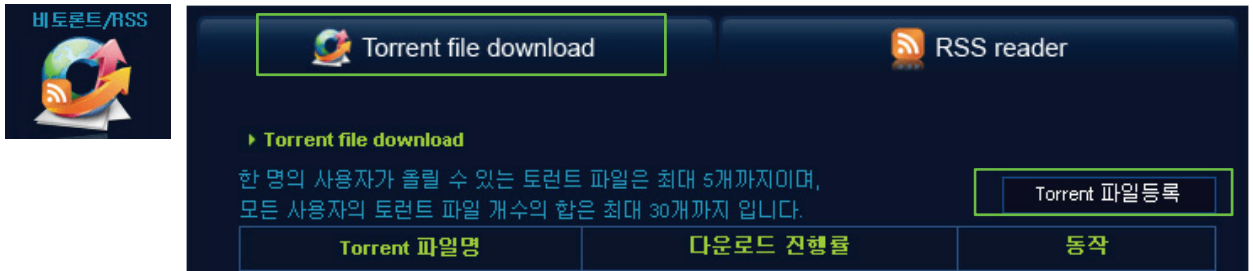 비토론트/RSS
Torrent file download
RSS reader
Torrent file download
한 명의 사용자가 올릴 수 있는 토런트 파일은 최대 5개까지이며,
모든 사용자의 토런트 파일 개수의 합은 최대 30개까지 입니다.
Torrent 파일등록
Torrent 파일명 다운로드 진행률 동작